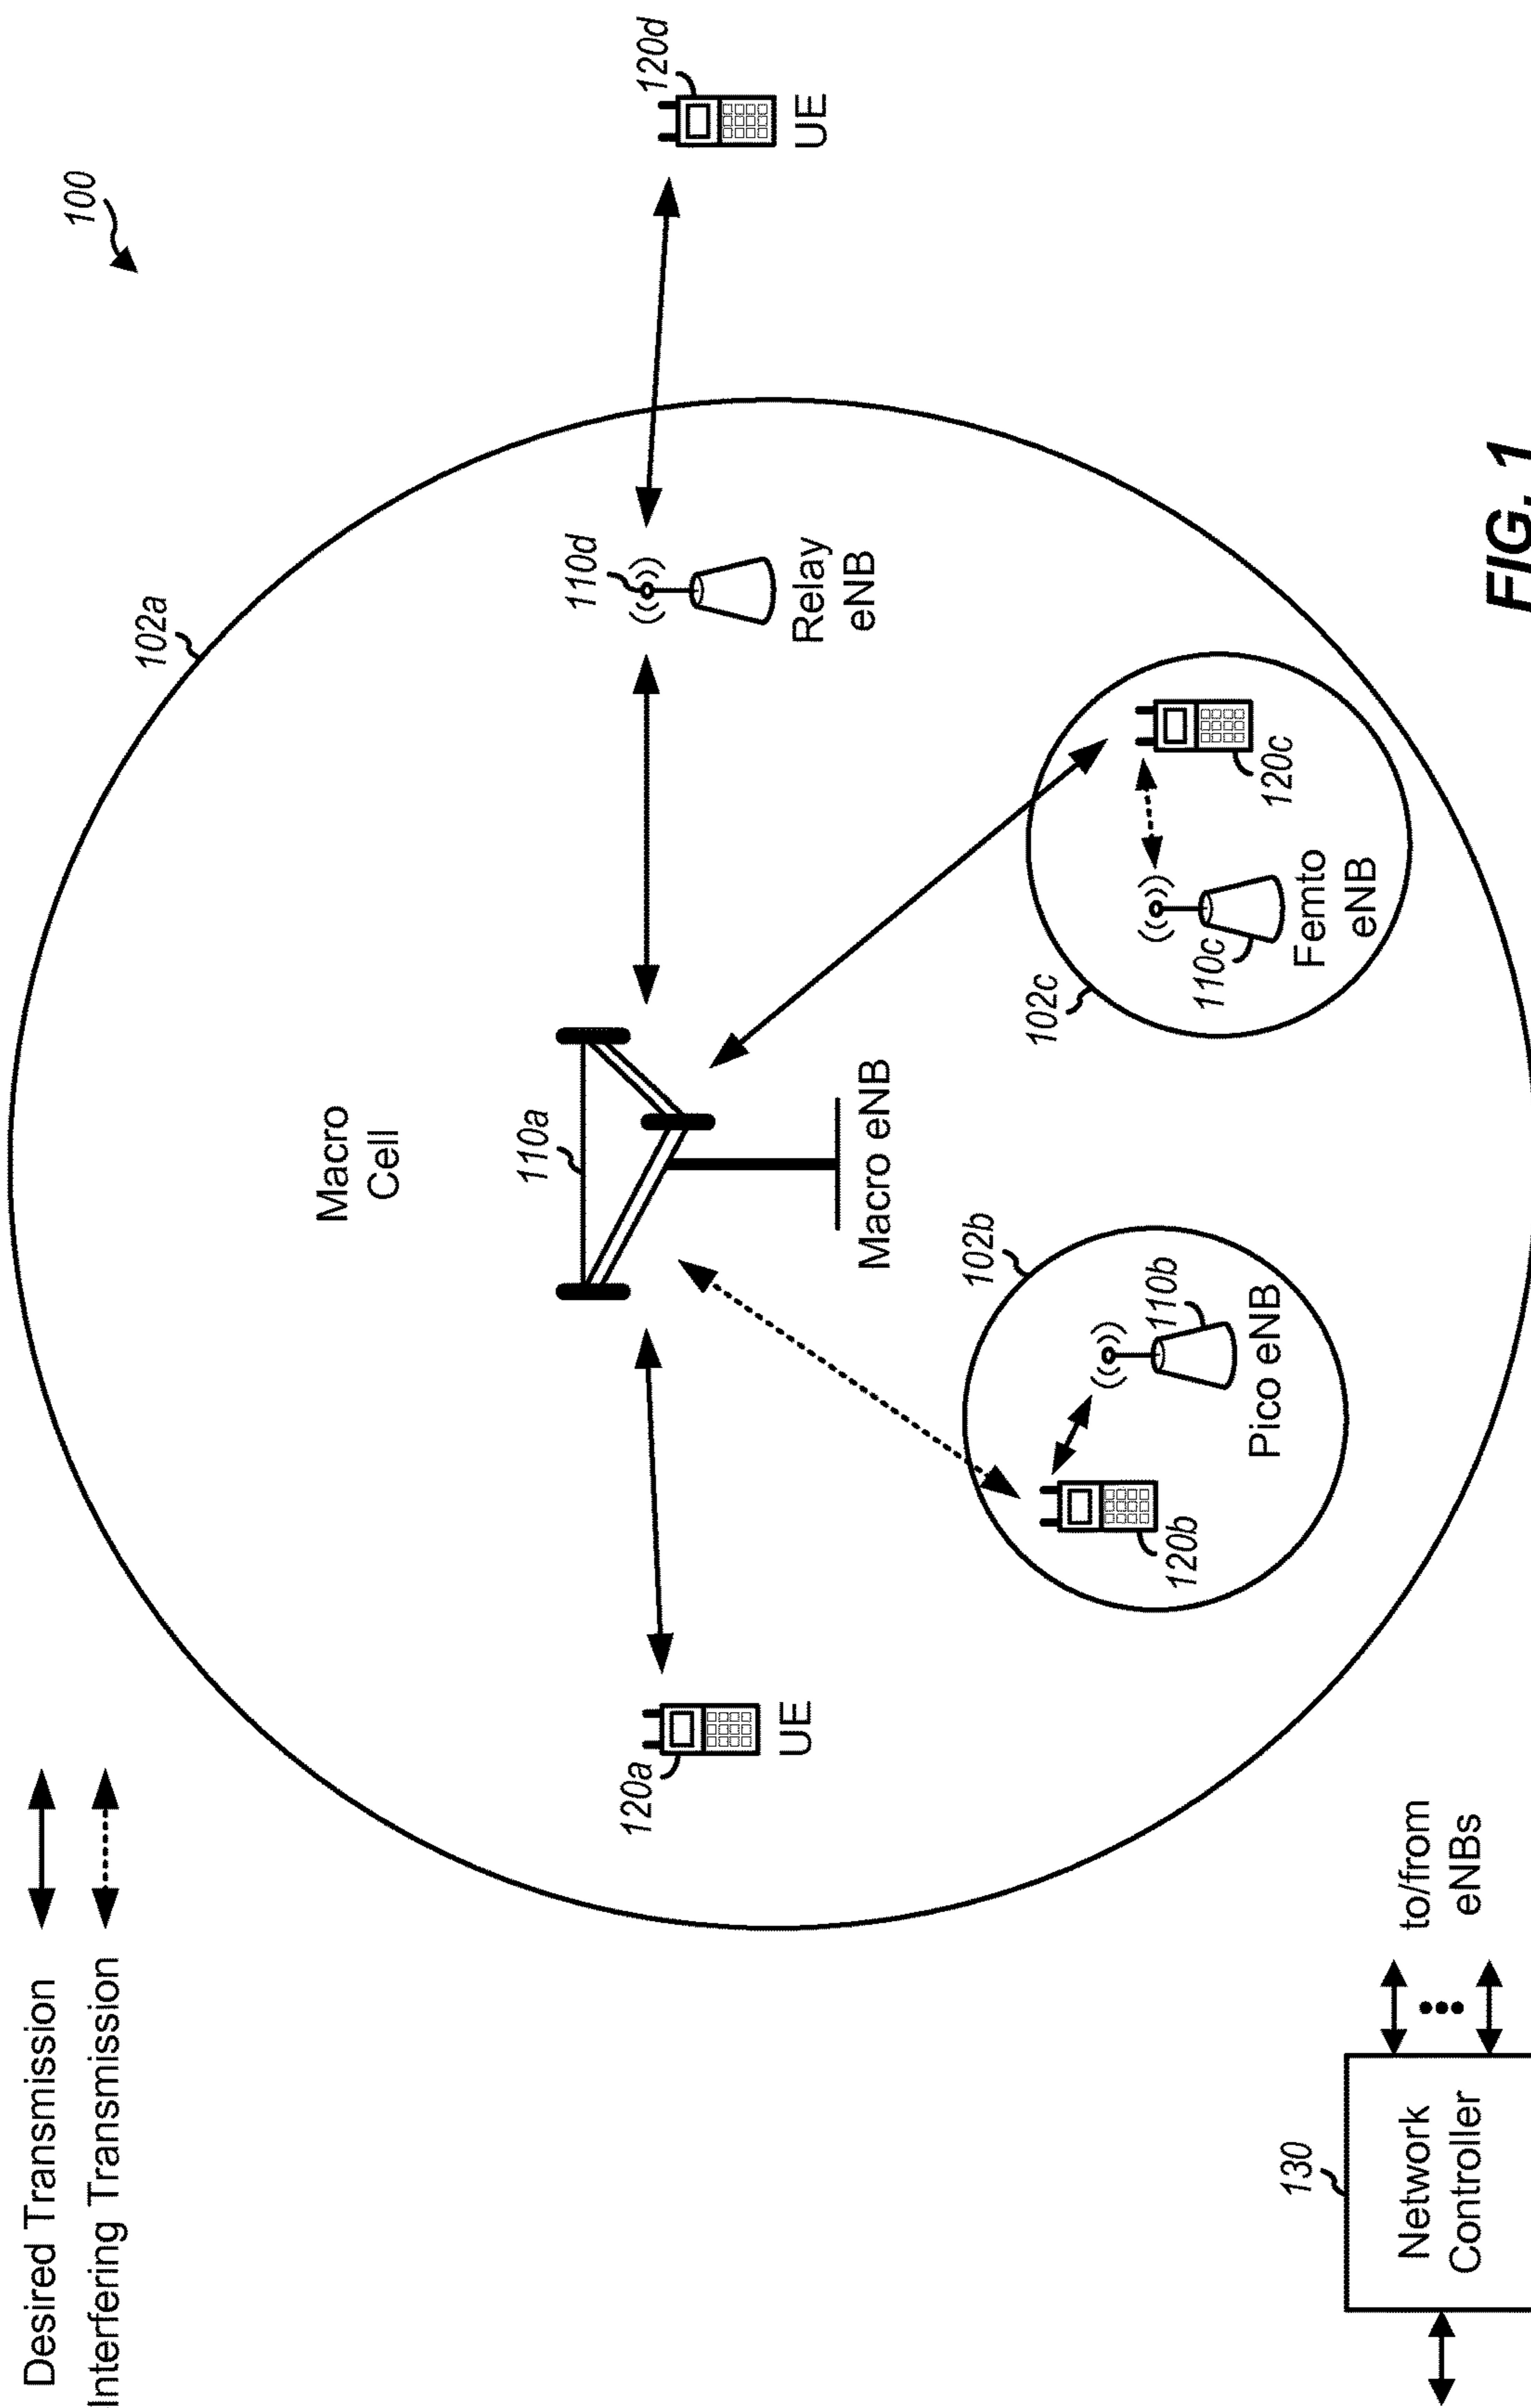 Desired Transmission
Interfering Transmission
100
102a
Macro
Cell
110a
Macro eNB
120a
UE
110d
Relay
eNB
120d
UE
102b
120b
110b
Pico eNB
102c
110c
Femto
eNB
120c
130
Network
Controller
to/from
eNBs
FIG. 1